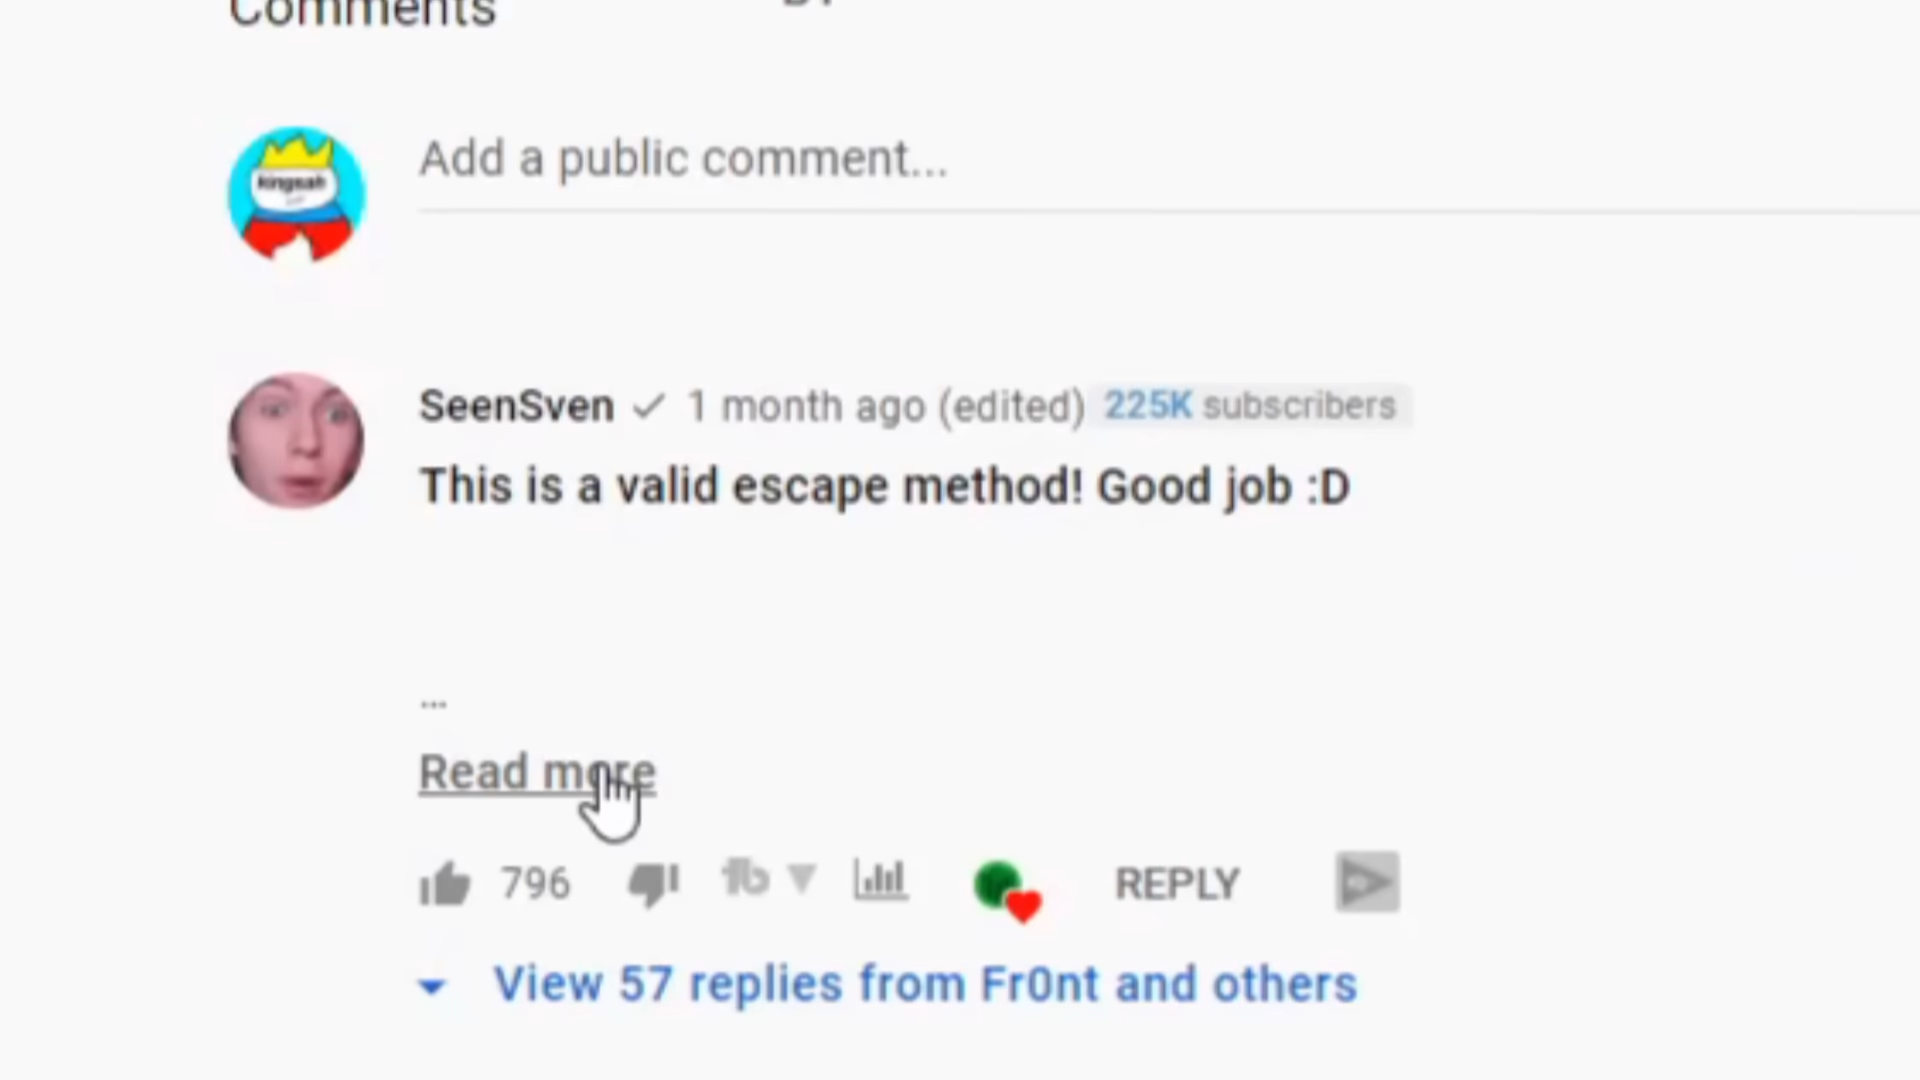 Comments
kingsah
Add a public comment...
SeenSven ✓ 1 month ago (edited) 225K subscribers
This is a valid escape method! Good job :D
...
Read more
796 REPLY
View 57 replies from Fr0nt and others